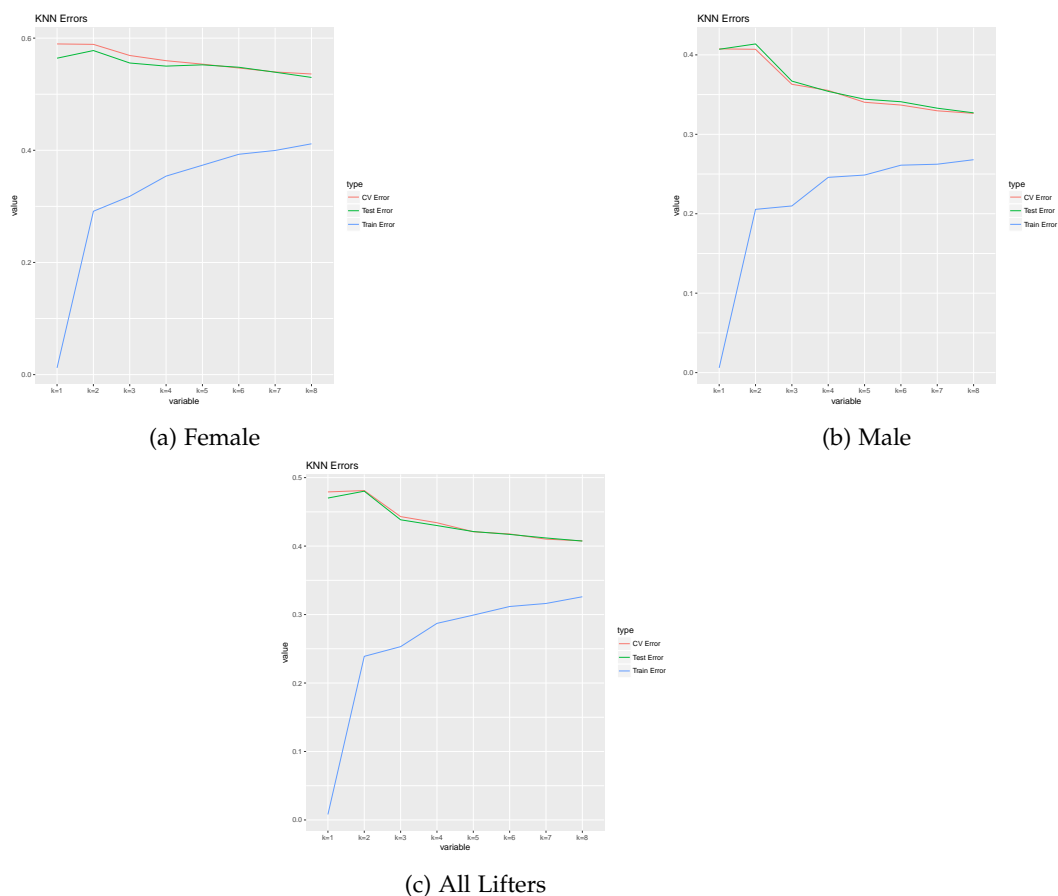 KNN Errors
0.6
0.4
0.2
0.0
value
k=1 k=2 k=3 k=4 k=5 k=6 k=7 k=8
variable
type
CV Error
Test Error
Train Error
(a) Female
KNN Errors
0.4
0.3
0.2
0.1
0.0
value
k=1 k=2 k=3 k=4 k=5 k=6 k=7 k=8
variable
type
CV Error
Test Error
Train Error
(b) Male
KNN Errors
0.5
0.4
0.3
0.2
0.1
0.0
value
k=1 k=2 k=3 k=4 k=5 k=6 k=7 k=8
variable
type
CV Error
Test Error
Train Error
(c) All Lifters